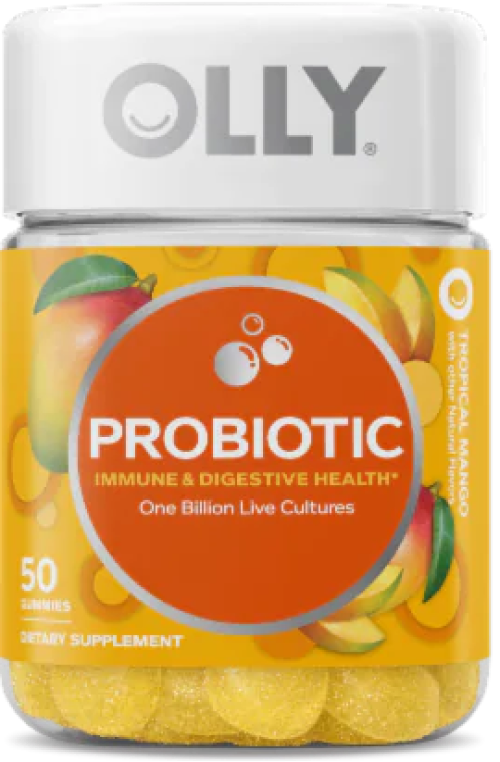 OLLY®
PROBIOTIC
IMMUNE & DIGESTIVE HEALTH*
One Billion Live Cultures
TROPICAL MANGO
with other Natural Flavors
50
GUMMIES
DIETARY SUPPLEMENT